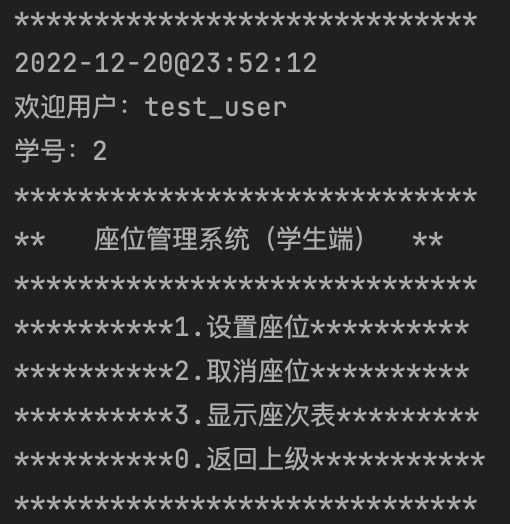 *****************************
2022-12-20@23:52:12
欢迎用户：test_user
学号：2
*****************************
**   座位管理系统（学生端）  **
*****************************
**********1.设置座位**********
**********2.取消座位**********
**********3.显示座次表*********
**********0.返回上级***********
*****************************